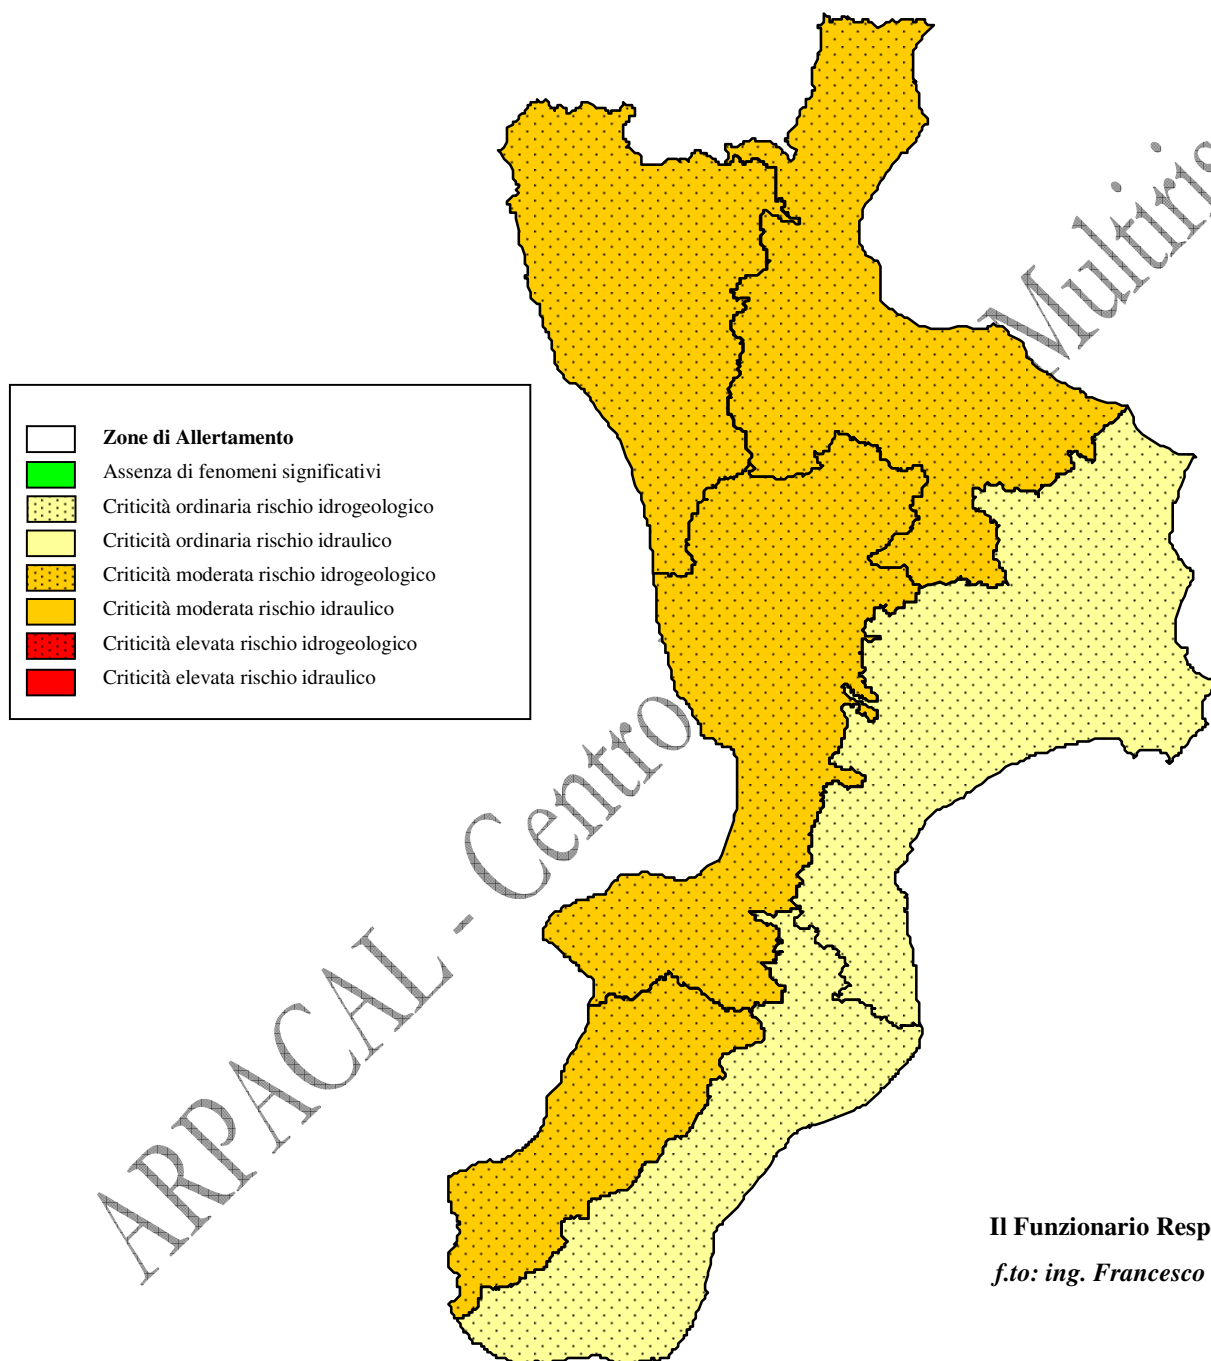 Zone di Allertamento
Assenza di fenomeni significativi
Criticità ordinaria rischio idrogeologico
Criticità ordinaria rischio idraulico
Criticità moderata rischio idrogeologico
Criticità moderata rischio idraulico
Criticità elevata rischio idrogeologico
Criticità elevata rischio idraulico
ARPACAL - Centro Multiris
Il Funzionario Resp
f.to: ing. Francesco